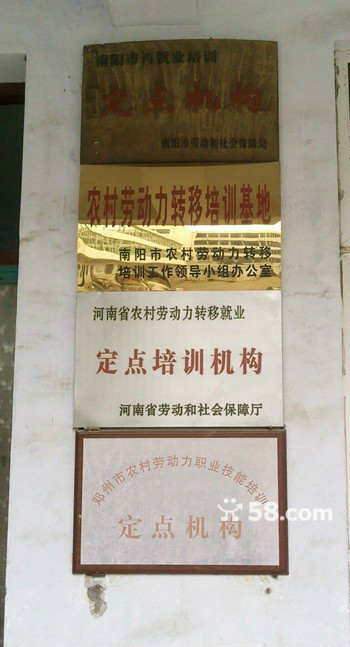 南阳市再就业培训
定点机构
南阳市劳动和社会保障局
农村劳动力转移培训基地
南阳市农村劳动力转移
培训工作领导小组办公室
河南省农村劳动力转移就业
定点培训机构
河南省劳动和社会保障厅
邓州市农村劳动力职业技能培训
定点机构
58.com